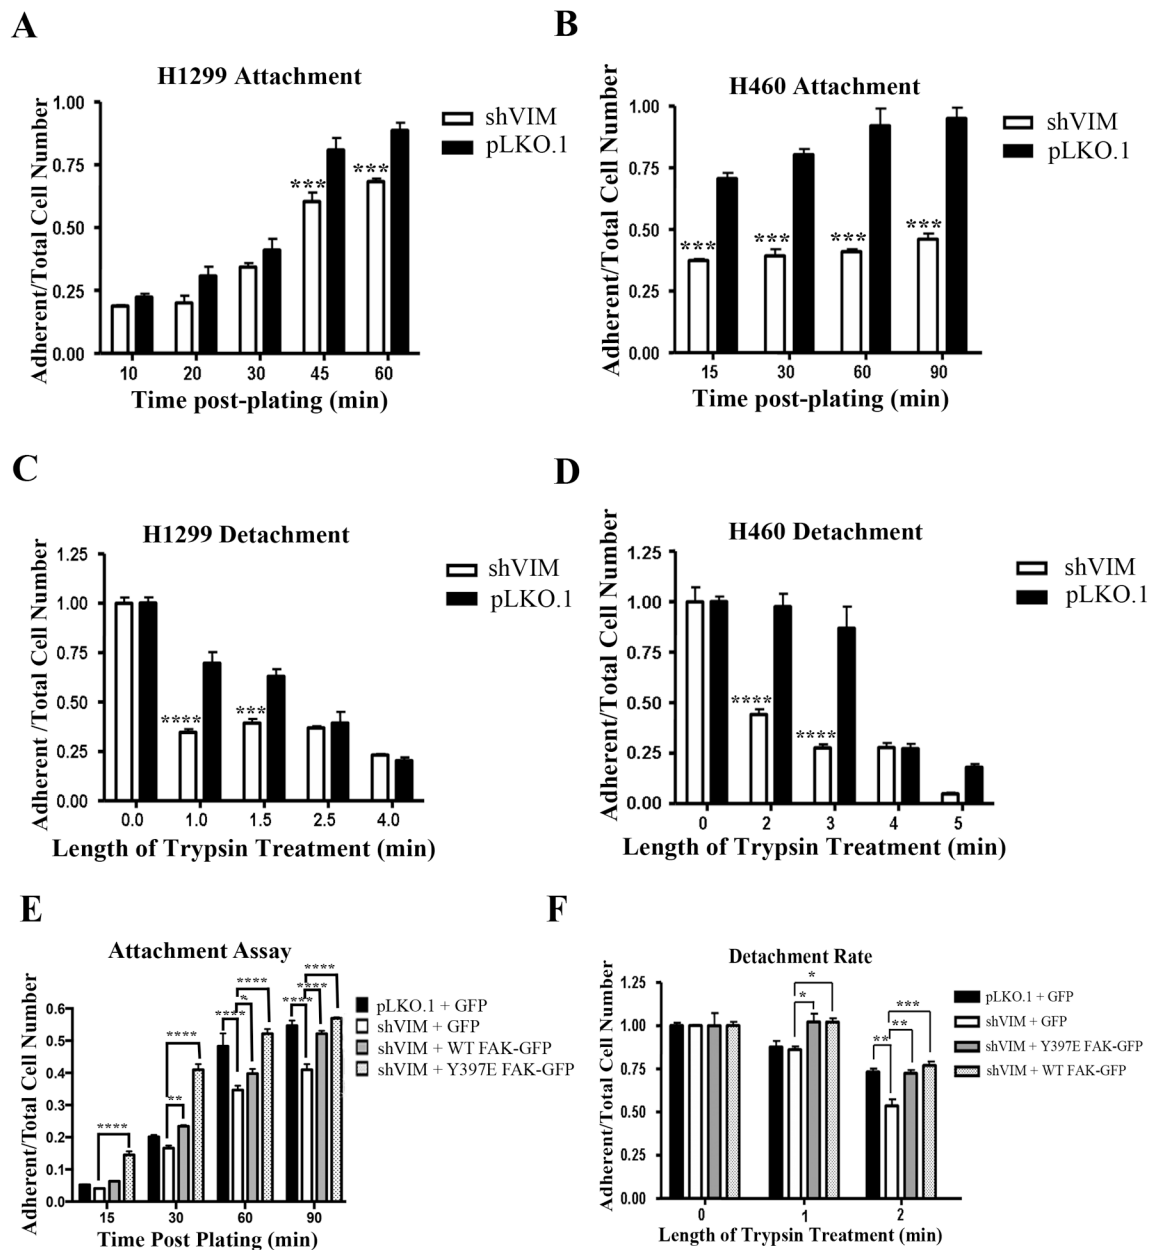 A
H1299 Attachment
Adherent/Total Cell Number
1.00
0.75
0.50
0.25
0.00
***
***
10 20 30 45 60
Time post-plating (min)
shVIM
pLKO.1
B
H460 Attachment
Adherent/Total Cell Number
1.00
0.75
0.50
0.25
0.00
*** *** *** ***
15 30 60 90
Time post-plating (min)
shVIM
pLKO.1
C
H1299 Detachment
Adherent /Total Cell Number
1.25
1.00
0.75
0.50
0.25
0.00
**** ***
0.0 1.0 1.5 2.5 4.0
Length of Trypsin Treatment (min)
shVIM
pLKO.1
D
H460 Detachment
Adherent/Total Cell Number
1.25
1.00
0.75
0.50
0.25
0.00
****
****
0 2 3 4 5
Length of Trypsin Treatment (min)
shVIM
pLKO.1
E
Attachment Assay
Adherent/Total Cell Number
0.6
0.5
0.4
0.3
0.2
0.1
0.0
****
****
**
****
*
****
****
****
****
15 30 60 90
Time Post Plating (min)
pLKO.1 + GFP
shVIM + GFP
shVIM + WT FAK-GFP
shVIM + Y397E FAK-GFP
F
Detachment Rate
Adherent/Total Cell Number
1.25
1.00
0.75
0.50
0.25
0.00
*
*
***
**
**
0 1 2
Length of Trypsin Treatment (min)
pLKO.1 + GFP
shVIM + GFP
shVIM + Y397E FAK-GFP
shVIM + WT FAK-GFP